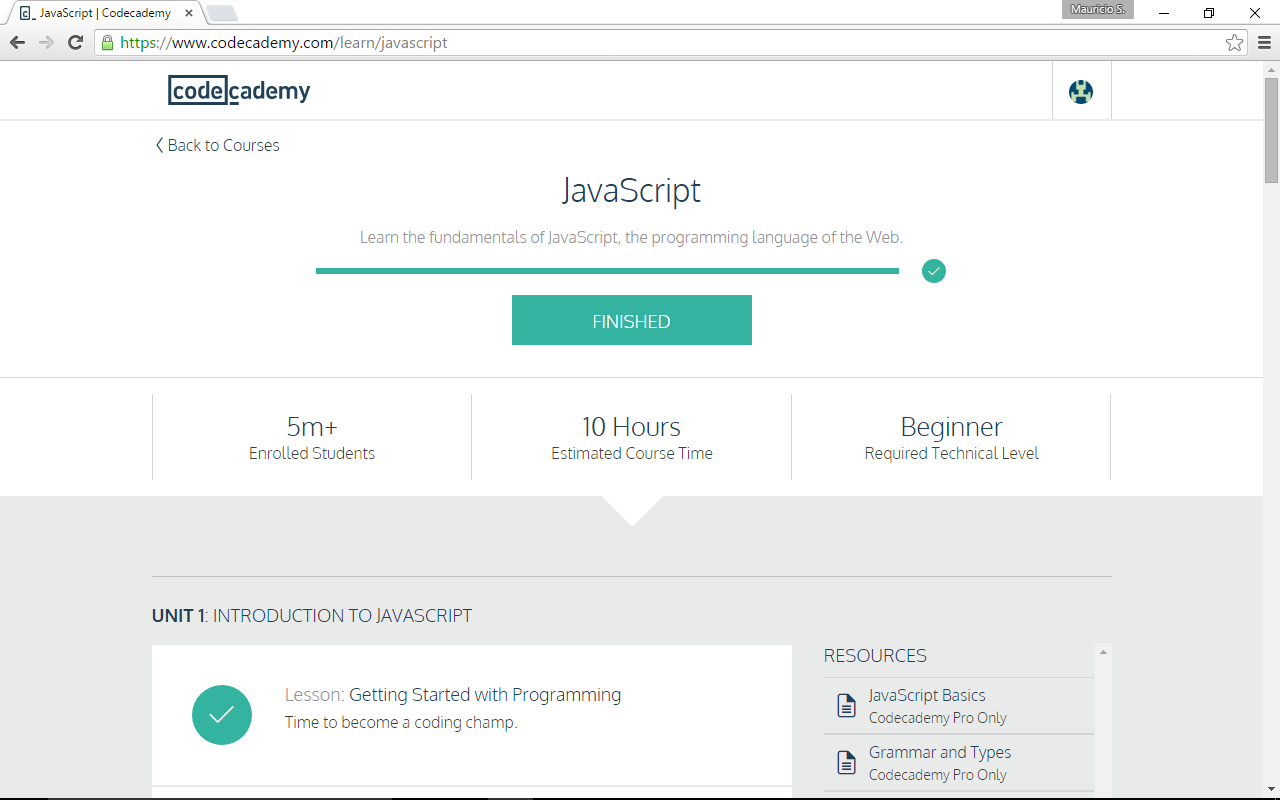 JavaScript | Codecademy
Mauricio S.
https://www.codecademy.com/learn/javascript
codecademy
Back to Courses
JavaScript
Learn the fundamentals of JavaScript, the programming language of the Web.
FINISHED
5m+
Enrolled Students
10 Hours
Estimated Course Time
Beginner
Required Technical Level
UNIT 1: INTRODUCTION TO JAVASCRIPT
Lesson: Getting Started with Programming
Time to become a coding champ.
RESOURCES
JavaScript Basics
Codecademy Pro Only
Grammar and Types
Codecademy Pro Only